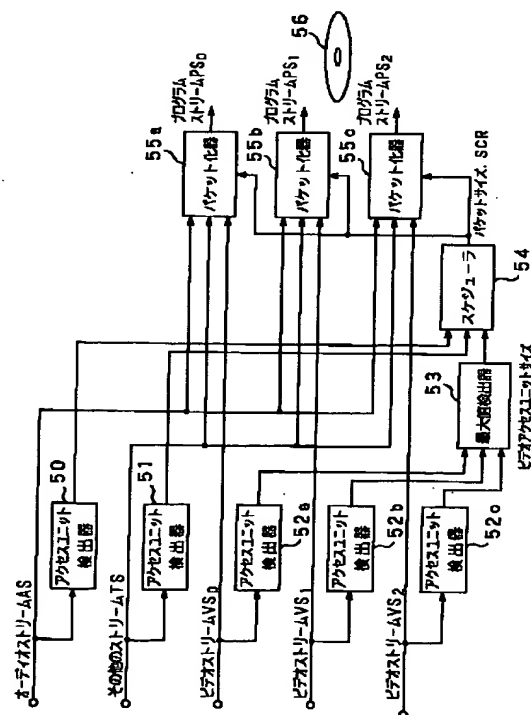 オーディオストリームAS
アクセスユニット
検出器
50
その他のストリームTS
アクセスユニット
検出器
51
ビデオストリームVS0
アクセスユニット
検出器
52a
ビデオストリームVS1
アクセスユニット
検出器
52b
ビデオストリームVS2
アクセスユニット
検出器
52c
最大値検出器
53
ビデオアクセスユニットサイズ
スケジューラ
54
パケットサイズ、SCR
55a
パケット化器
プログラム
ストリームPS0
55b
パケット化器
プログラム
ストリームPS1
55c
パケット化器
プログラム
ストリームPS2
56